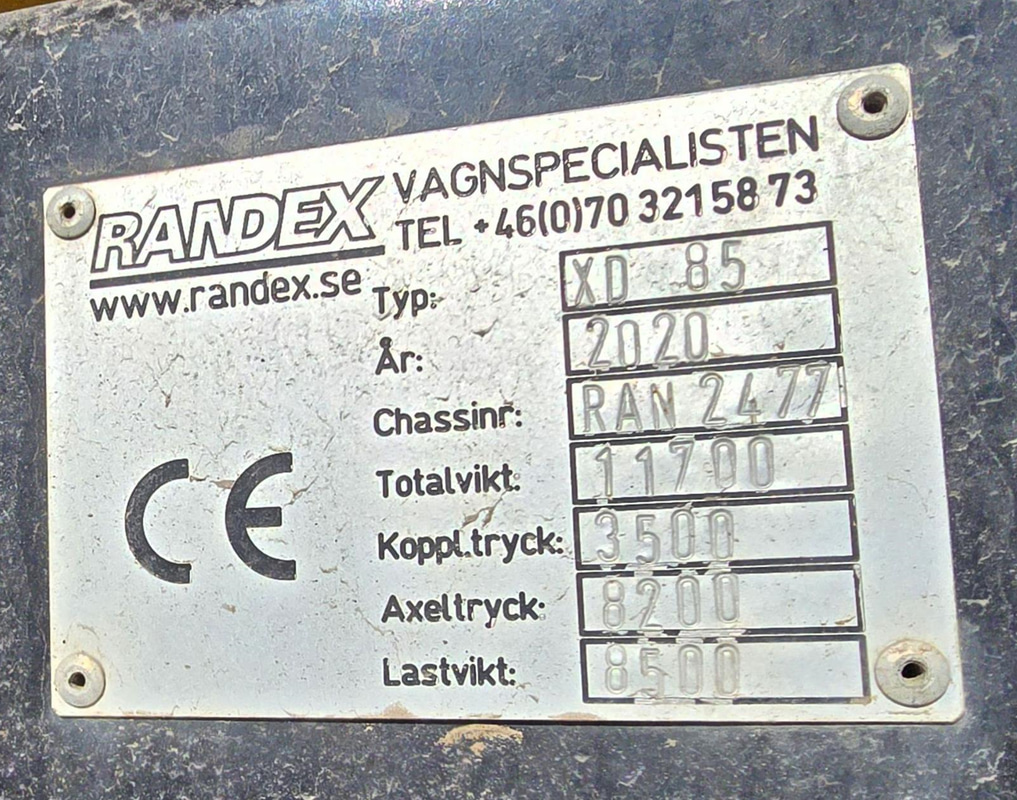 RANDEX VAGNSPECIALISTEN
TEL +46(0)70 321 58 73
www.randex.se
Typ: XD 85
År: 2020
Chassinr: RAN 2477
Totalvikt: 11700
Koppl.tryck: 3500
Axeltryck: 8200
Lastvikt: 8500
CE